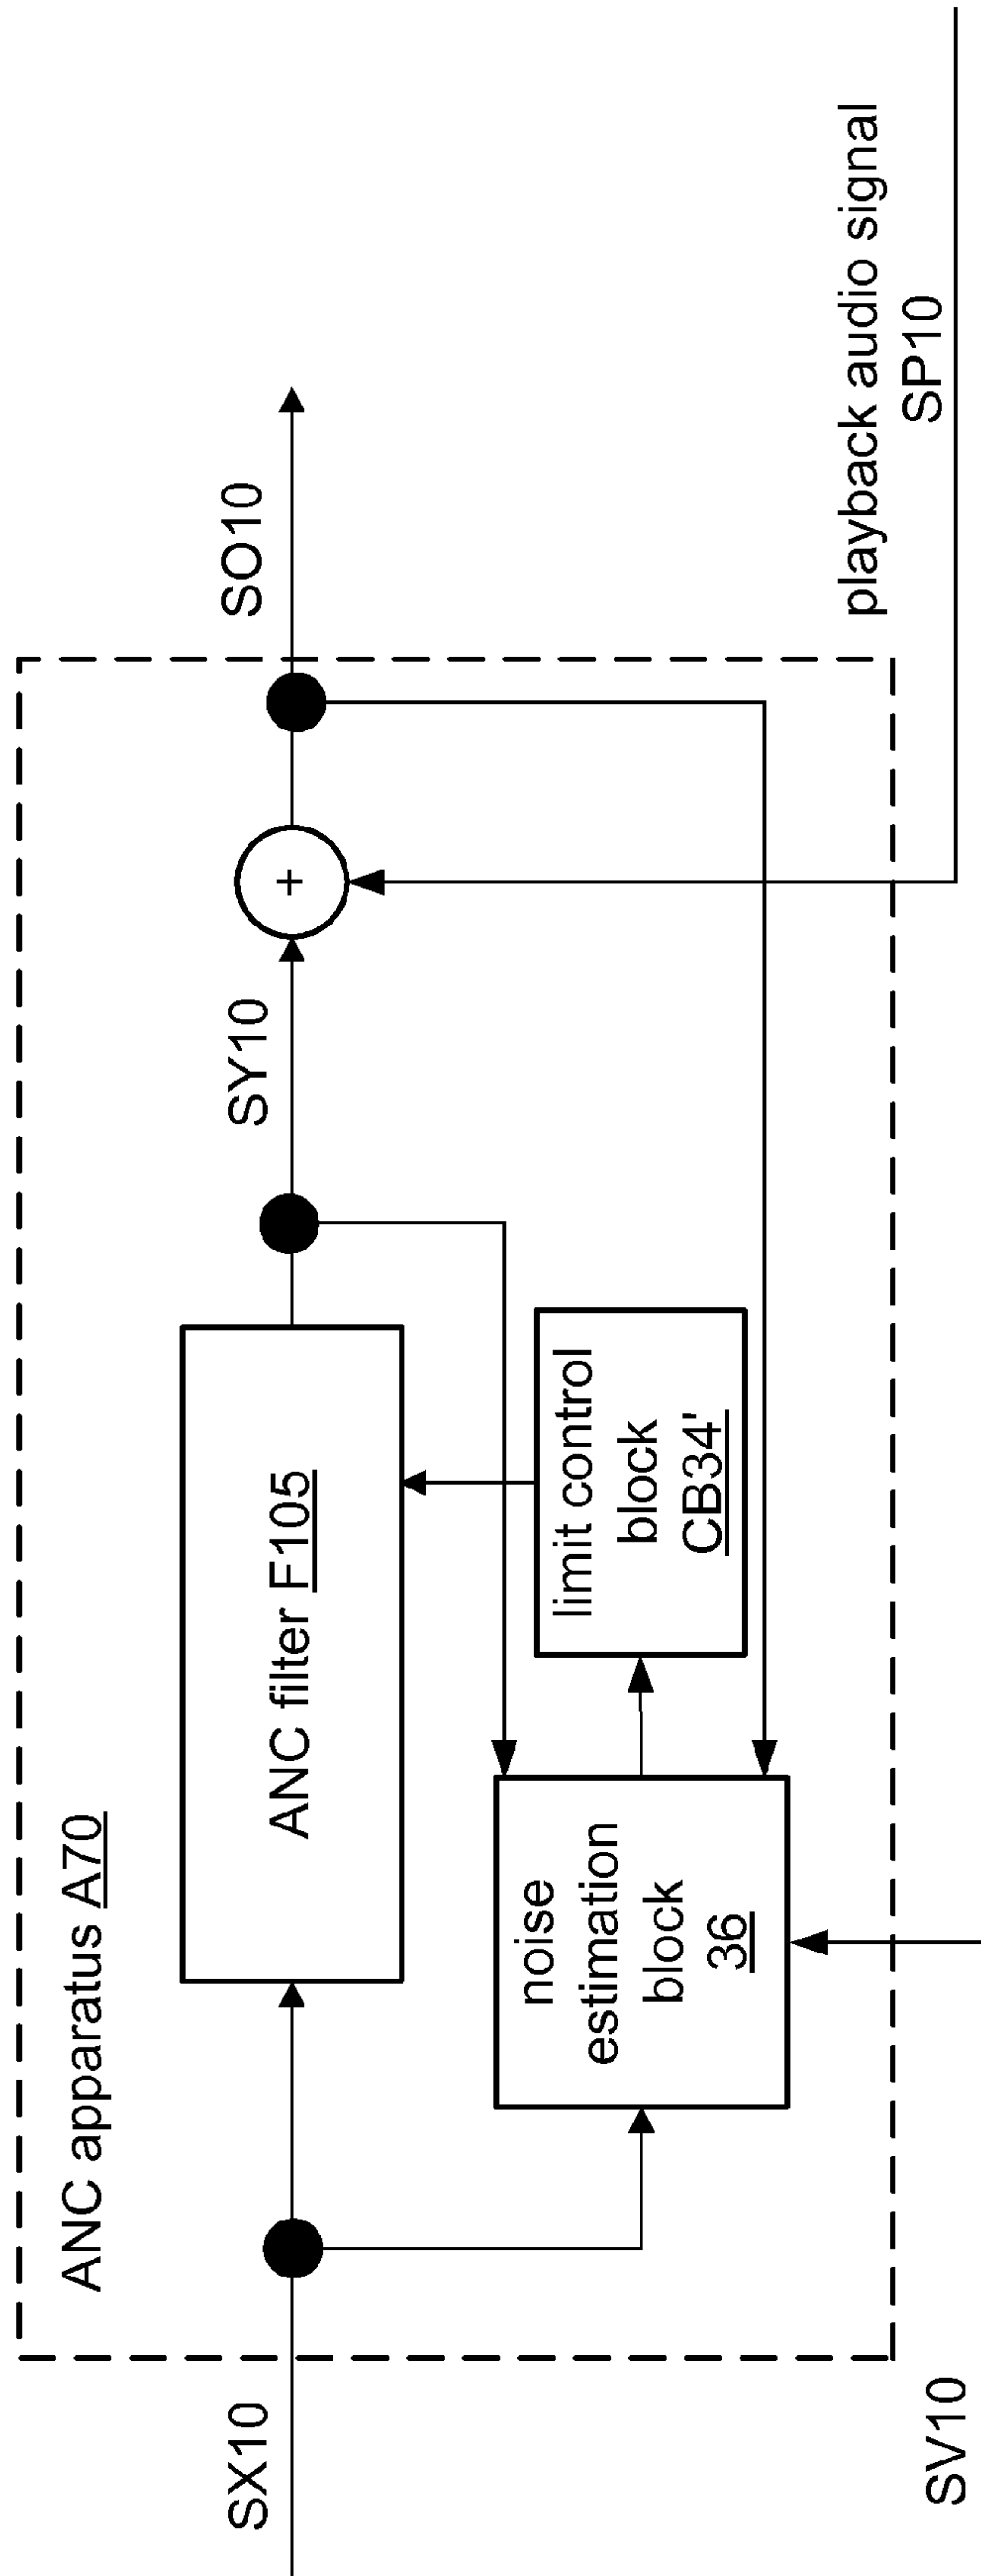 ANC apparatus A70
SX10
ANC filter F105
SY10
SO10
noise
estimation
block
36
limit control
block
CB34'
+
playback audio signal
SP10
SV10